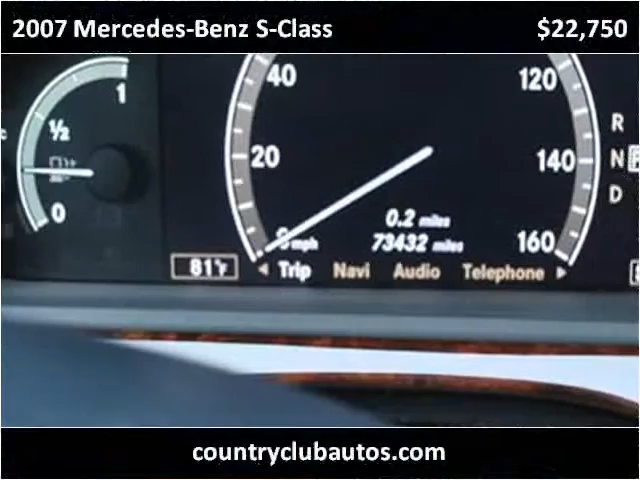 2007 Mercedes-Benz S-Class $22,750
40 120
1
½ R
20 140 N
D
0 0.2 miles
mph 73432 miles 160
81°F Trip Navi Audio Telephone
countryclubautos.com